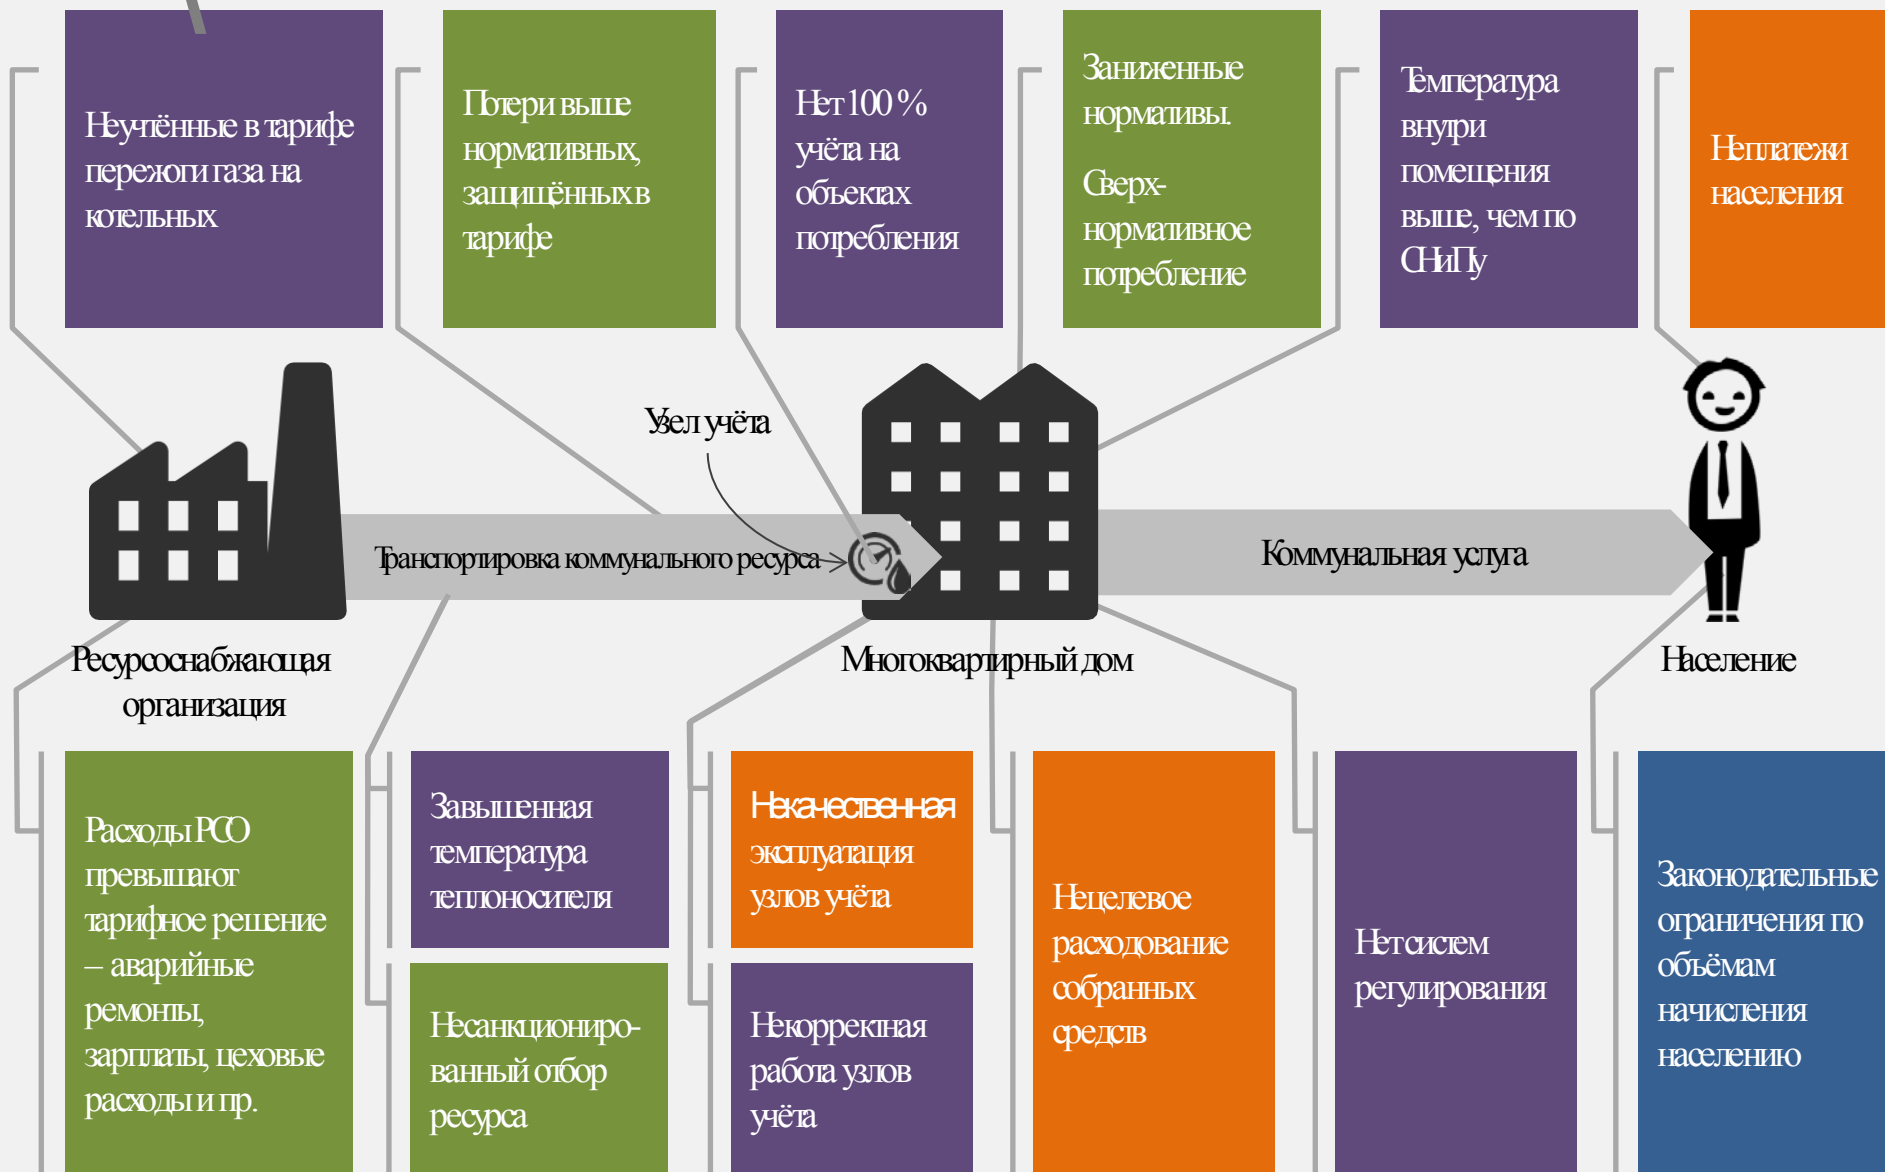 Неучтённые в тарифе
пережоги газа на
котельных
Потери выше
нормативных,
защищённых в
тарифе
Нет 100 %
учёта на
объектах
потребления
Заниженные
нормативы.
Сверх-
нормативное
потребление
Температура
внутри
помещения
выше, чем по
СНиПу
Неплатежи
населения
Узел учёта
Транспортировка коммунального ресурса
Коммунальная услуга
Ресурсоснабжающая
организация
Многоквартирный дом
Население
Расходы РСО
превышают
тарифное решение
– аварийные
ремонты,
зарплаты, цеховые
расходы и пр.
Завышенная
температура
теплоносителя
Несанкциониро-
ванный отбор
ресурса
Некачественная
эксплуатация
узлов учёта
Некорректная
работа узлов
учёта
Нецелевое
расходование
собранных
средств
Нет систем
регулирования
Законодательные
ограничения по
объёмам
начисления
населению